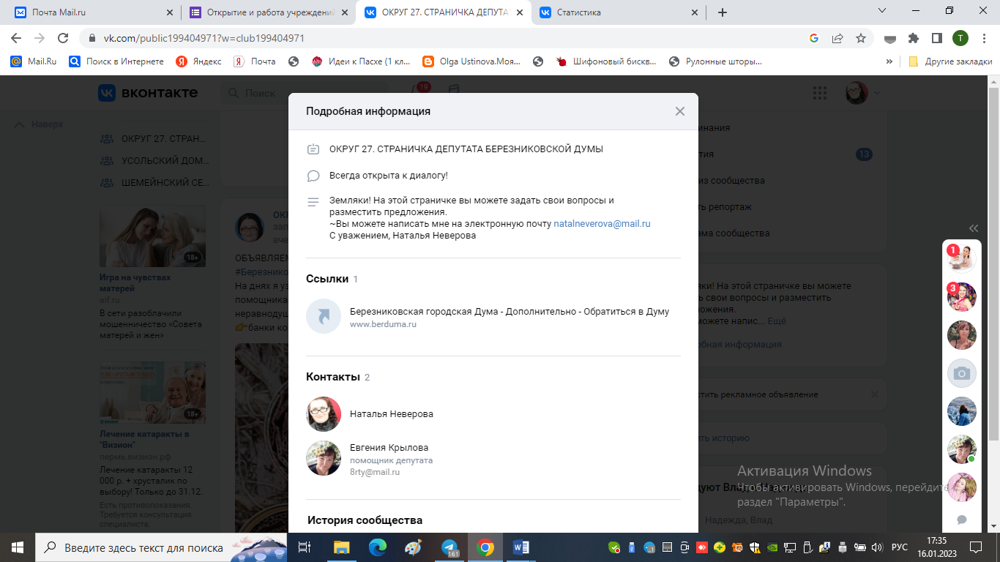 Почта Mail.ru
Открытие и работа учреждений
ОКРУГ 27. СТРАНИЧКА ДЕПУТА
Статистика
vk.com/public199404971?w=club199404971
T
Mail.Ru
Поиск в Интернете
Яндекс
Почта
Идеи к Пасхе (1 кл...
Olga Ustinova.Моя...
Шифоновый бискв...
Рулонные шторы...
»
Другие закладки
вконтакте
Поиск
19
Наверх
ОКРУГ 27. СТРАН...
УСОЛЬСКИЙ ДОМ...
ШЕМЕЙНСКИЙ СЕ...
18+
Игра на чувствах
матерей
aif.ru
В сети разоблачили
мошенничество «Совета
матерей и жен»
18+
Лечение катаракты в
"Визион"
пермь.визион.рф
Лечение катаракты 12
000 р. + хрусталик по
выбору! Только до 31.12.
Есть противопоказания.
Требуется консультация
специалиста.
ОКР
зап
вче
ОБЪЯВЛЯЕМ
#Березнико
На днях я уз
помощника
неравнодуш
банки ко
Подробная информация
ОКРУГ 27. СТРАНИЧКА ДЕПУТАТА БЕРЕЗНИКОВСКОЙ ДУМЫ
Всегда открыта к диалогу!
Земляки! На этой страничке вы можете задать свои вопросы и
разместить предложения.
~Вы можете написать мне на электронную почту natalneverova@mail.ru
С уважением, Наталья Неверова
Ссылки 1
Березниковская городская Дума - Дополнительно - Обратиться в Думу
www.berduma.ru
Контакты 2
Наталья Неверова
Евгения Крылова
помощник депутата
8rty@mail.ru
История сообщества
инания
тия
13
из сообщества
ть репортаж
ама сообщества
яки! На этой страничке вы можете
ь свои вопросы и разместить
ожения.
можете напис... Ещё
бная информация
стить рекламное объявление
ить историю
дуют Владу Надежда
Надежда, Влад
1
3
Активация Windows
Чтобы активировать Windows, перейдите в
раздел "Параметры".
Введите здесь текст для поиска
161
РУС
17:35
16.01.2023